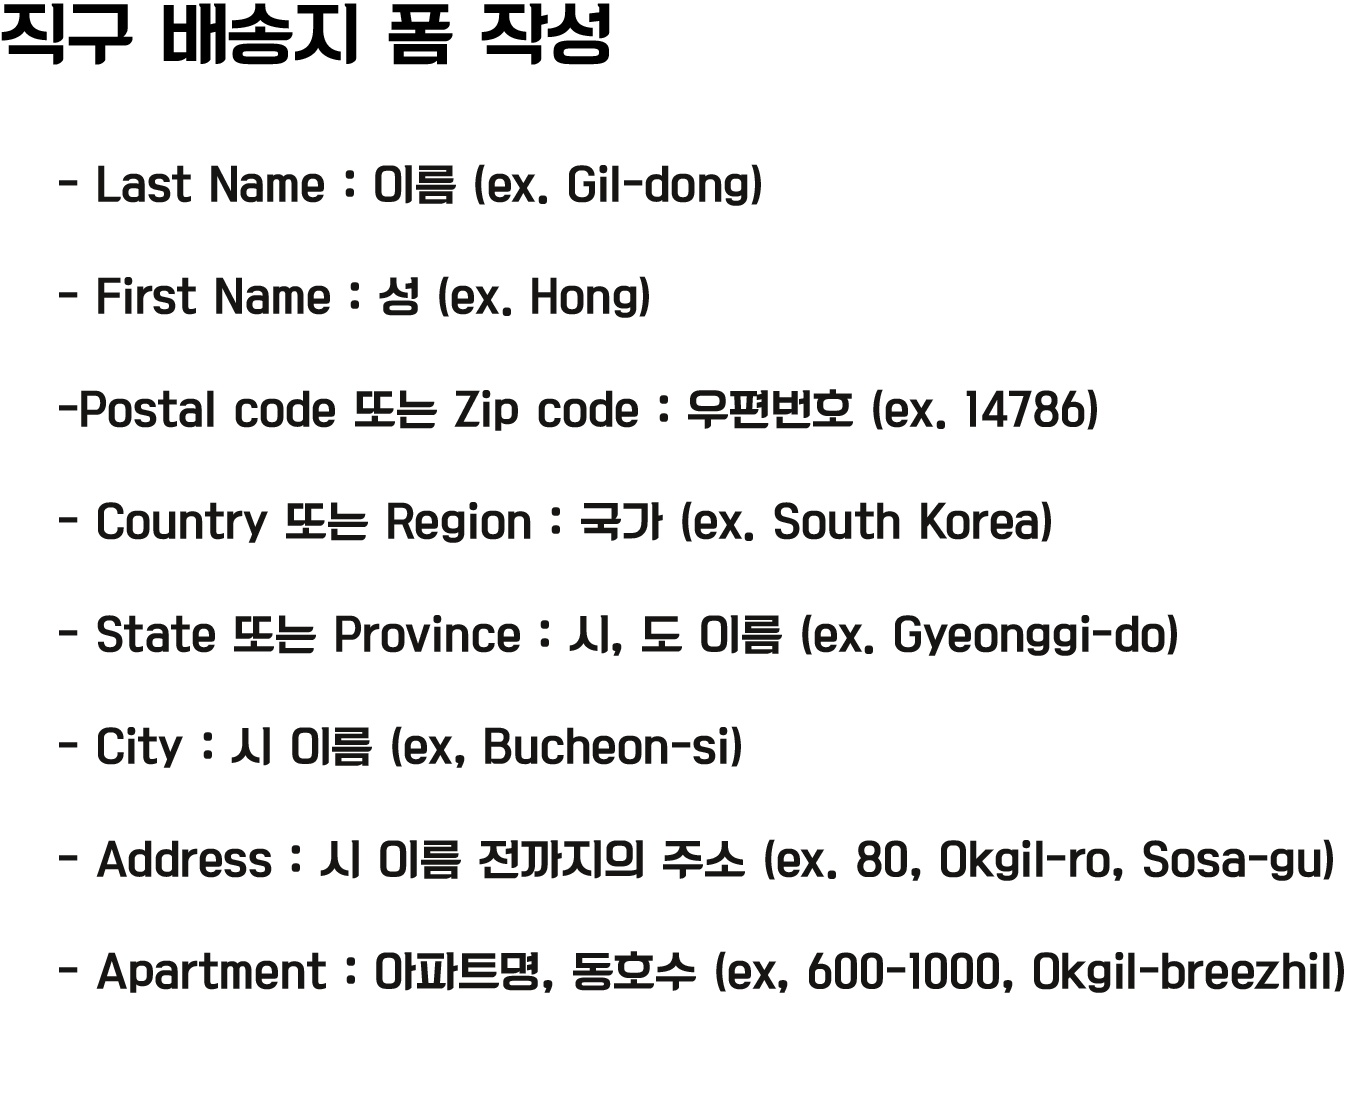 직구 배송지 폼 작성
- Last Name : 이름 (ex. Gil-dong)
- First Name : 성 (ex. Hong)
-Postal code 또는 Zip code : 우편번호 (ex. 14786)
- Country 또는 Region : 국가 (ex. South Korea)
- State 또는 Province : 시, 도 이름 (ex. Gyeonggi-do)
- City : 시 이름 (ex, Bucheon-si)
- Address : 시 이름 전까지의 주소 (ex. 80, Okgil-ro, Sosa-gu)
- Apartment : 아파트명, 동호수 (ex, 600-1000, Okgil-breezhil)